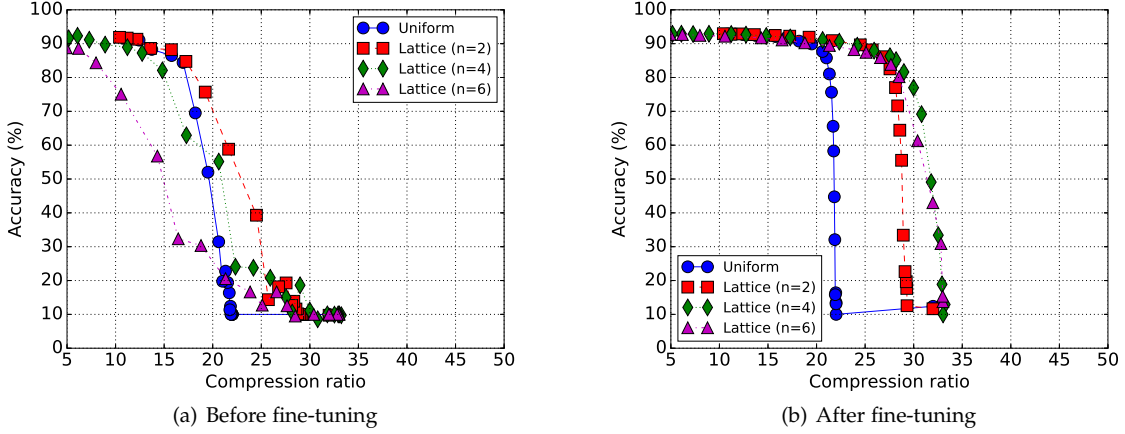 100
90
80
70
60
50
40
30
20
10
0
Accuracy (%)
5 10 15 20 25 30 35 40 45 50
Compression ratio
Uniform
Lattice (n=2)
Lattice (n=4)
Lattice (n=6)
(a) Before fine-tuning
100
90
80
70
60
50
40
30
20
10
0
Accuracy (%)
Uniform
Lattice (n=2)
Lattice (n=4)
Lattice (n=6)
5 10 15 20 25 30 35 40 45 50
Compression ratio
(b) After fine-tuning